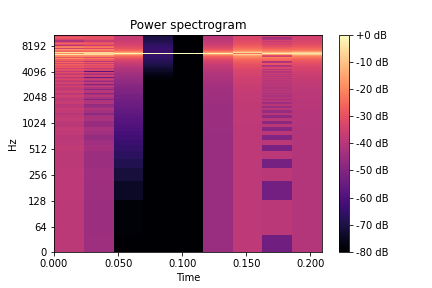 Power spectrogram
8192
4096
2048
1024
512
256
128
64
0
Hz
0.000 0.050 0.100 0.150 0.200
Time
+0 dB
-10 dB
-20 dB
-30 dB
-40 dB
-50 dB
-60 dB
-70 dB
-80 dB